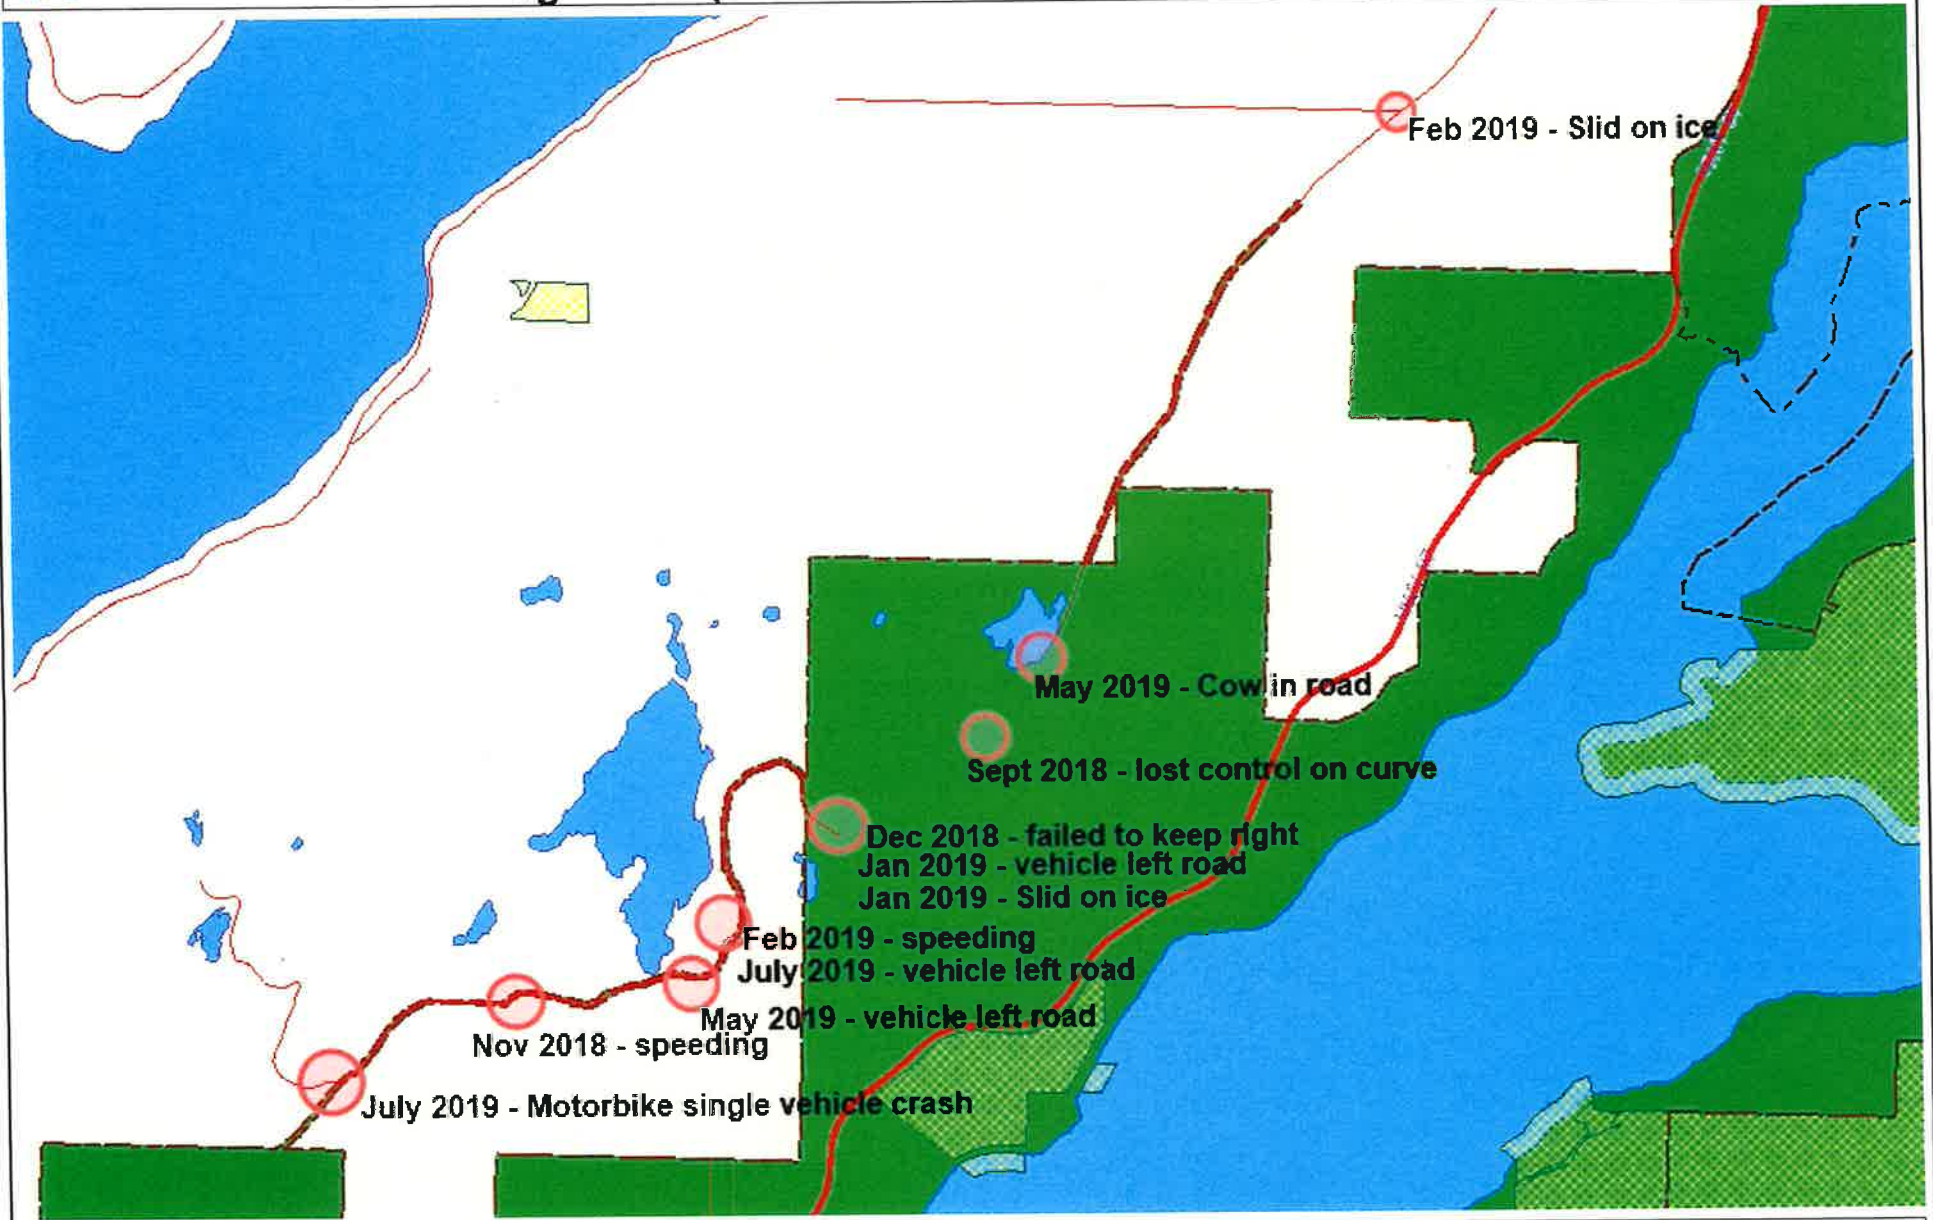 Feb 2019 - Slid on ice
May 2019 - Cow in road
Sept 2018 - lost control on curve
Dec 2018 - failed to keep right
Jan 2019 - vehicle left road
Jan 2019 - Slid on ice
Feb 2019 - speeding
July 2019 - vehicle left road
May 2019 - vehicle left road
Nov 2018 - speeding
July 2019 - Motorbike single vehicle crash